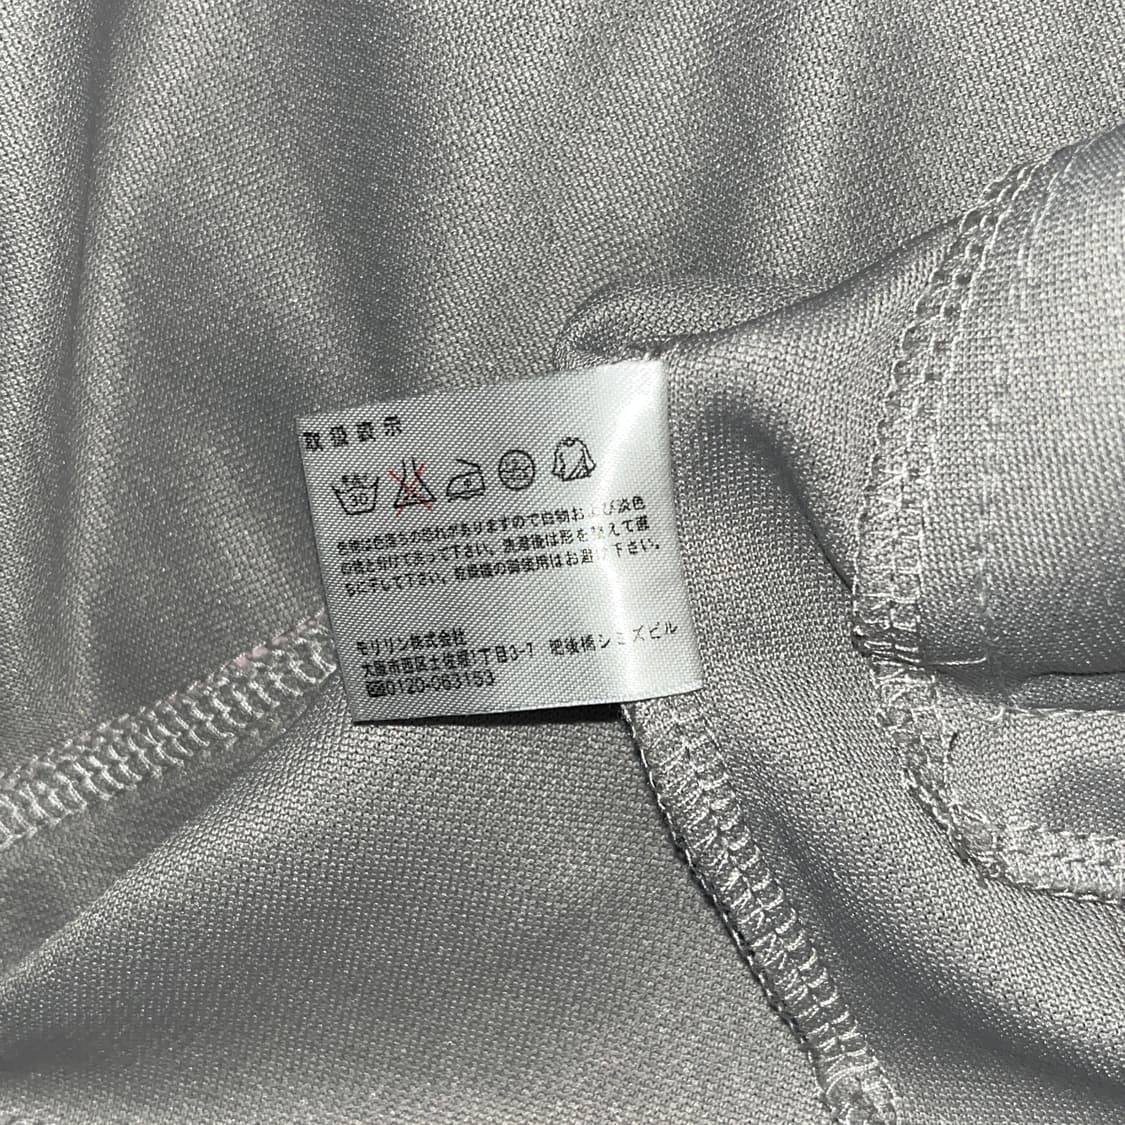 取扱表示
30
色物は色落ちの恐れがありますので白物および淡色
物と分けて洗って下さい。洗濯後は形を整えて直
ちに干して下さい。乾燥機の御使用はお避け下さい。
モリリン株式会社
大阪市西区土佐堀1丁目3-7 肥後橋シミズビル
☎0120-063153